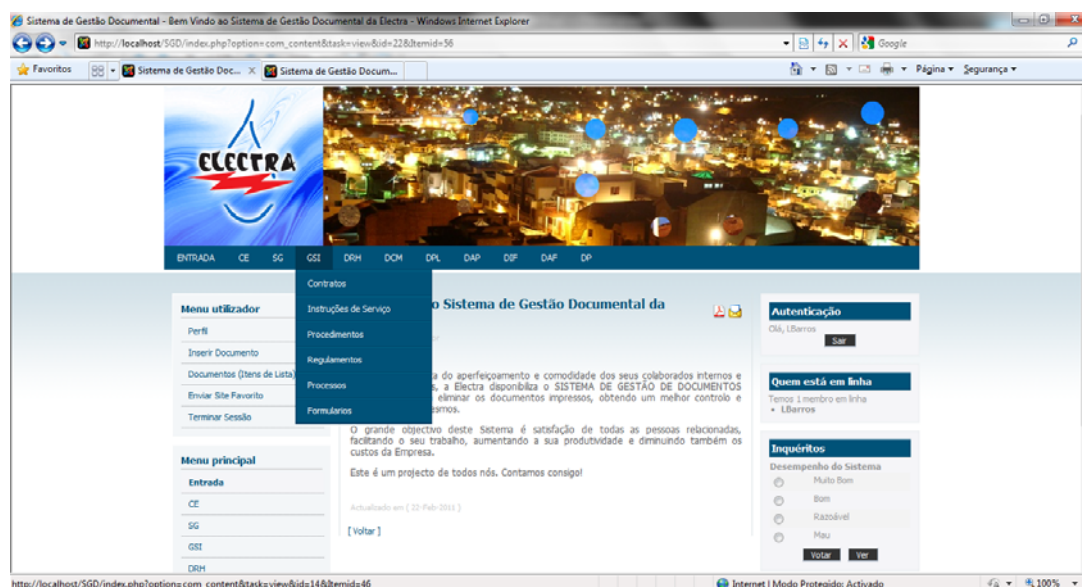 Sistema de Gestão Documental - Bem Vindo ao Sistema de Gestão Documental da Electra - Windows Internet Explorer
http://localhost/SGD/index.php?option=com_content&task=view&id=22&Itemid=56
Google
Favoritos
Sistema de Gestão Doc...
Sistema de Gestão Docum...
Página
Segurança
ELECTRA
ENTRADA CE SG GSI DRH DCM DPL DAP DIF DAF DP
Contratos
Instruções de Serviço
Procedimentos
Regulamentos
Processos
Formularios
Menu utilizador
Perfil
Inserir Documento
Documentos (Itens de Lista)
Enviar Site Favorito
Terminar Sessão
Menu principal
Entrada
CE
SG
GSI
DRH
o Sistema de Gestão Documental da
do aperfeiçoamento e comodidade dos seus colaborados internos e
a Electra disponibiliza o SISTEMA DE GESTÃO DE DOCUMENTOS
eliminar os documentos impressos, obtendo um melhor controlo e
O grande objectivo deste Sistema é satisfação de todas as pessoas relacionadas,
facilitando o seu trabalho, aumentando a sua produtividade e diminuindo também os
custos da Empresa.
Este é um projecto de todos nós. Contamos consigo!
Actualizado em ( 22-Feb-2011 )
[ Voltar ]
Autenticação
Olá, LBarros
Sair
Quem está em linha
Temos 1 membro em linha
LBarros
Inquéritos
Desempenho do Sistema
Muito Bom
Bom
Razoável
Mau
Votar Ver
http://localhost/SGD/index.php?option=com_content&task=view&id=14&Itemid=46
Internet | Modo Protegido: Activado
100%